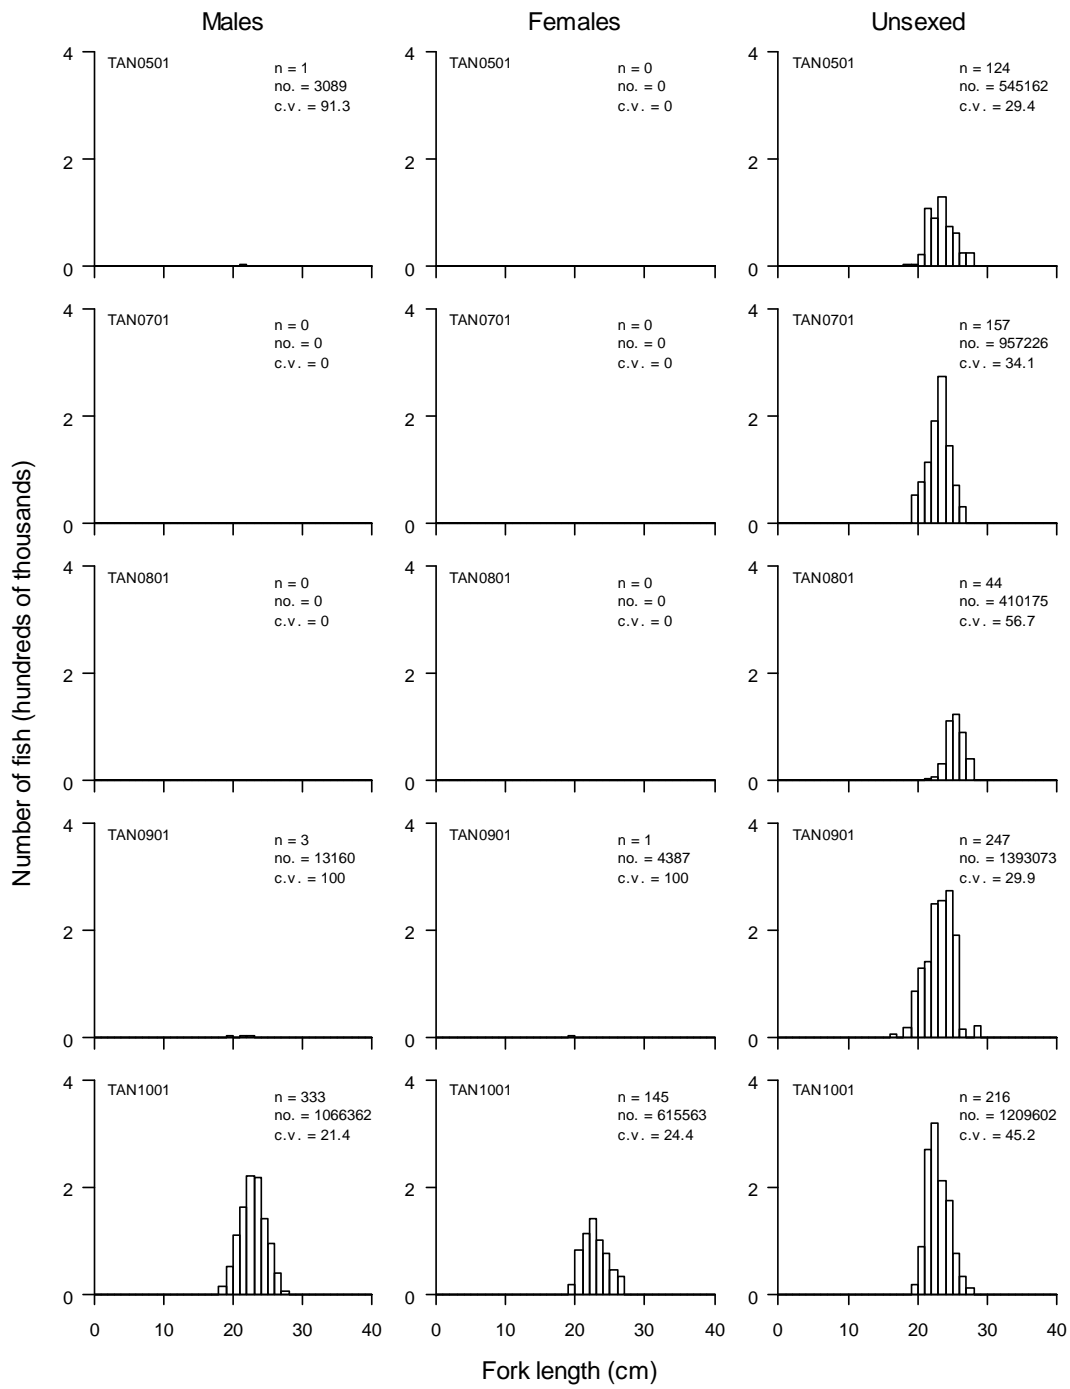 Males
Females
Unsexed
Number of fish (hundreds of thousands)
4
2
0
TAN0501
n = 1
no. = 3089
c.v. = 91.3
0
10
20
30
40
4
2
0
TAN0501
n = 0
no. = 0
c.v. = 0
4
2
0
TAN0501
n = 124
no. = 545162
c.v. = 29.4
4
2
0
TAN0701
n = 0
no. = 0
c.v. = 0
4
2
0
TAN0701
n = 0
no. = 0
c.v. = 0
4
2
0
TAN0701
n = 157
no. = 957226
c.v. = 34.1
4
2
0
TAN0801
n = 0
no. = 0
c.v. = 0
4
2
0
TAN0801
n = 0
no. = 0
c.v. = 0
4
2
0
TAN0801
n = 44
no. = 410175
c.v. = 56.7
4
2
0
TAN0901
n = 3
no. = 13160
c.v. = 100
4
2
0
TAN0901
n = 1
no. = 4387
c.v. = 100
4
2
0
TAN0901
n = 247
no. = 1393073
c.v. = 29.9
4
2
0
TAN1001
n = 333
no. = 1066362
c.v. = 21.4
4
2
0
TAN1001
n = 145
no. = 615563
c.v. = 24.4
4
2
0
TAN1001
n = 216
no. = 1209602
c.v. = 45.2
0 10 20 30 40
0 10 20 30 40
0 10 20 30 40
Fork length (cm)